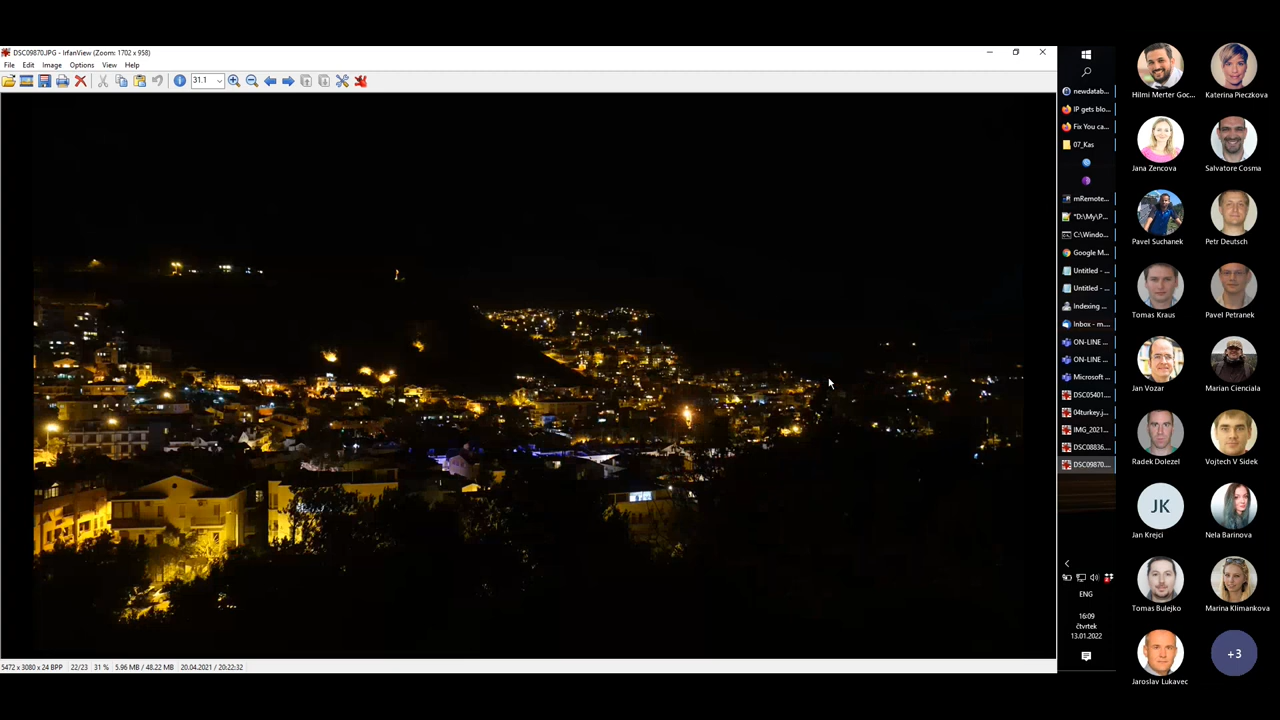 DSC09870.JPG - IrfanView (Zoom: 1702 x 958)
File Edit Image Options View Help
31.1
5472 x 3080 x 24 BPP 22/23 31 % 5.96 MB / 48.22 MB 20.04.2021 / 20:22:32
newdatab...
IP gets blo...
Fix You ca...
07_Kas
mRemote...
*D:\My\P...
C:\Windo...
Google M...
Untitled - ...
Untitled - ...
Indexing ...
Inbox - m...
ON-LINE ...
ON-LINE ...
Microsoft ...
DSC05401....
04turkey.j...
IMG_2021...
DSC08836....
DSC09870....
ENG
16:09
čtvrtek
13.01.2022
Hilmi Merter Goc... Katerina Pieczkova
Jana Zencova Salvatore Cosma
Pavel Suchanek Petr Deutsch
Tomas Kraus Pavel Petranek
Jan Vozar Marian Cienciala
Radek Dolezel Vojtech V Sidek
JK
Jan Krejci Nela Barinova
Tomas Bulejko Marina Klimankova
+3
Jaroslav Lukavec